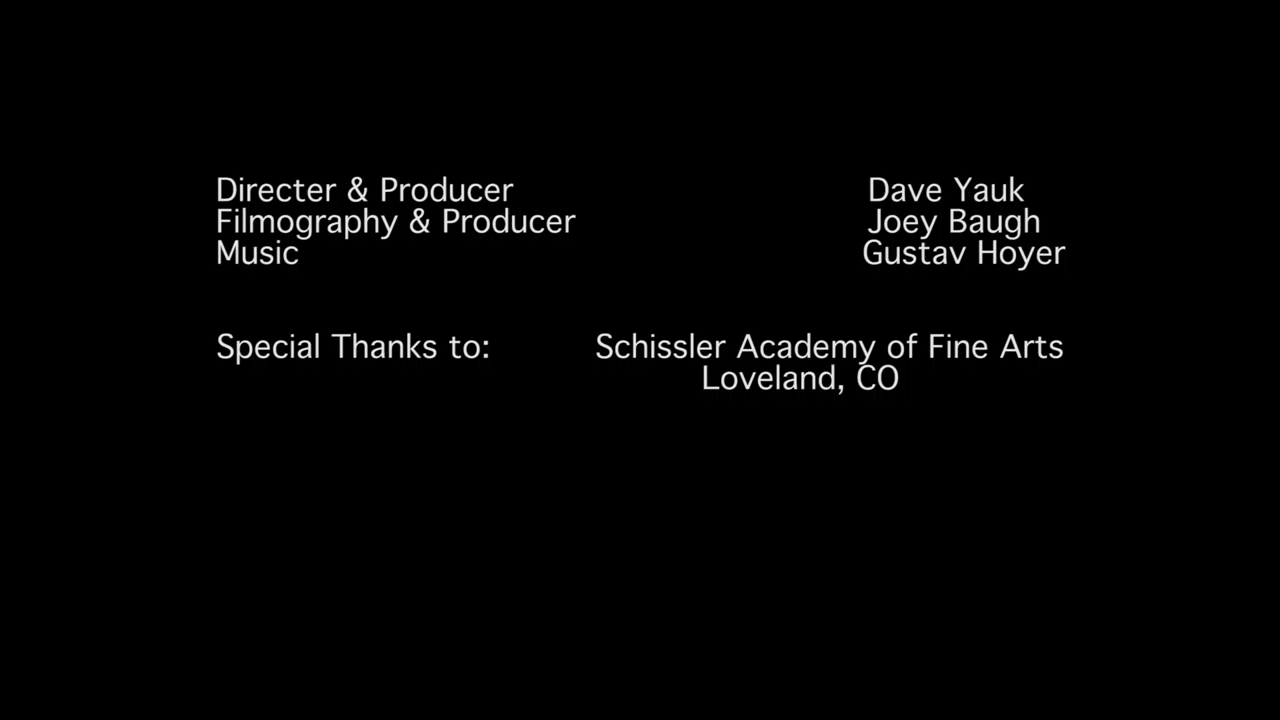 Directer & Producer Dave Yauk
Filmography & Producer Joey Baugh
Music Gustav Hoyer
Special Thanks to: Schissler Academy of Fine Arts
Loveland, CO